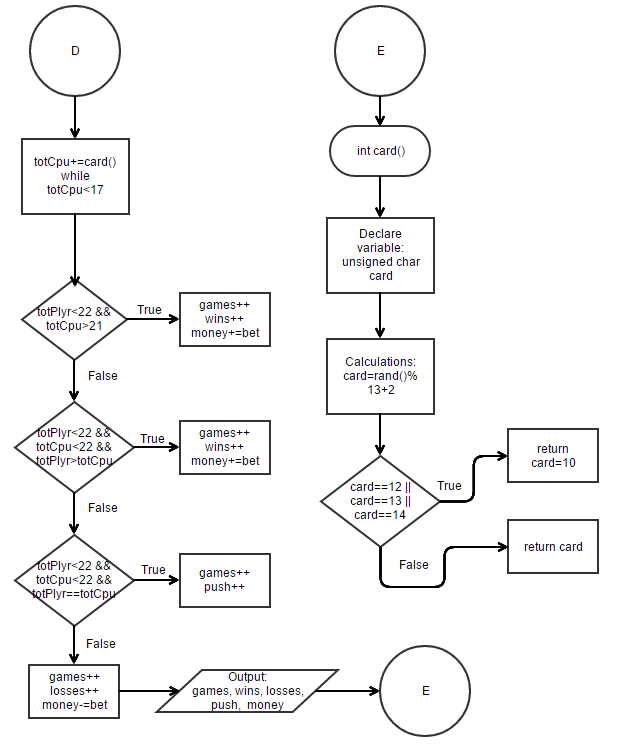 D
totCpu+=card()
while
totCpu<17
totPlyr<22 &&
totCpu>21
True
games++
wins++
money+=bet
False
totPlyr<22 &&
totCpu<22 &&
totPlyr>totCpu
True
games++
wins++
money+=bet
False
totPlyr<22 &&
totCpu<22 &&
totPlyr==totCpu
True
games++
push++
False
games++
losses++
money-=bet
Output:
games, wins, losses,
push, money
E
E
int card()
Declare
variable:
unsigned char
card
Calculations:
card=rand()%
13+2
card==12 ||
card==13 ||
card==14
True
return
card=10
False
return card